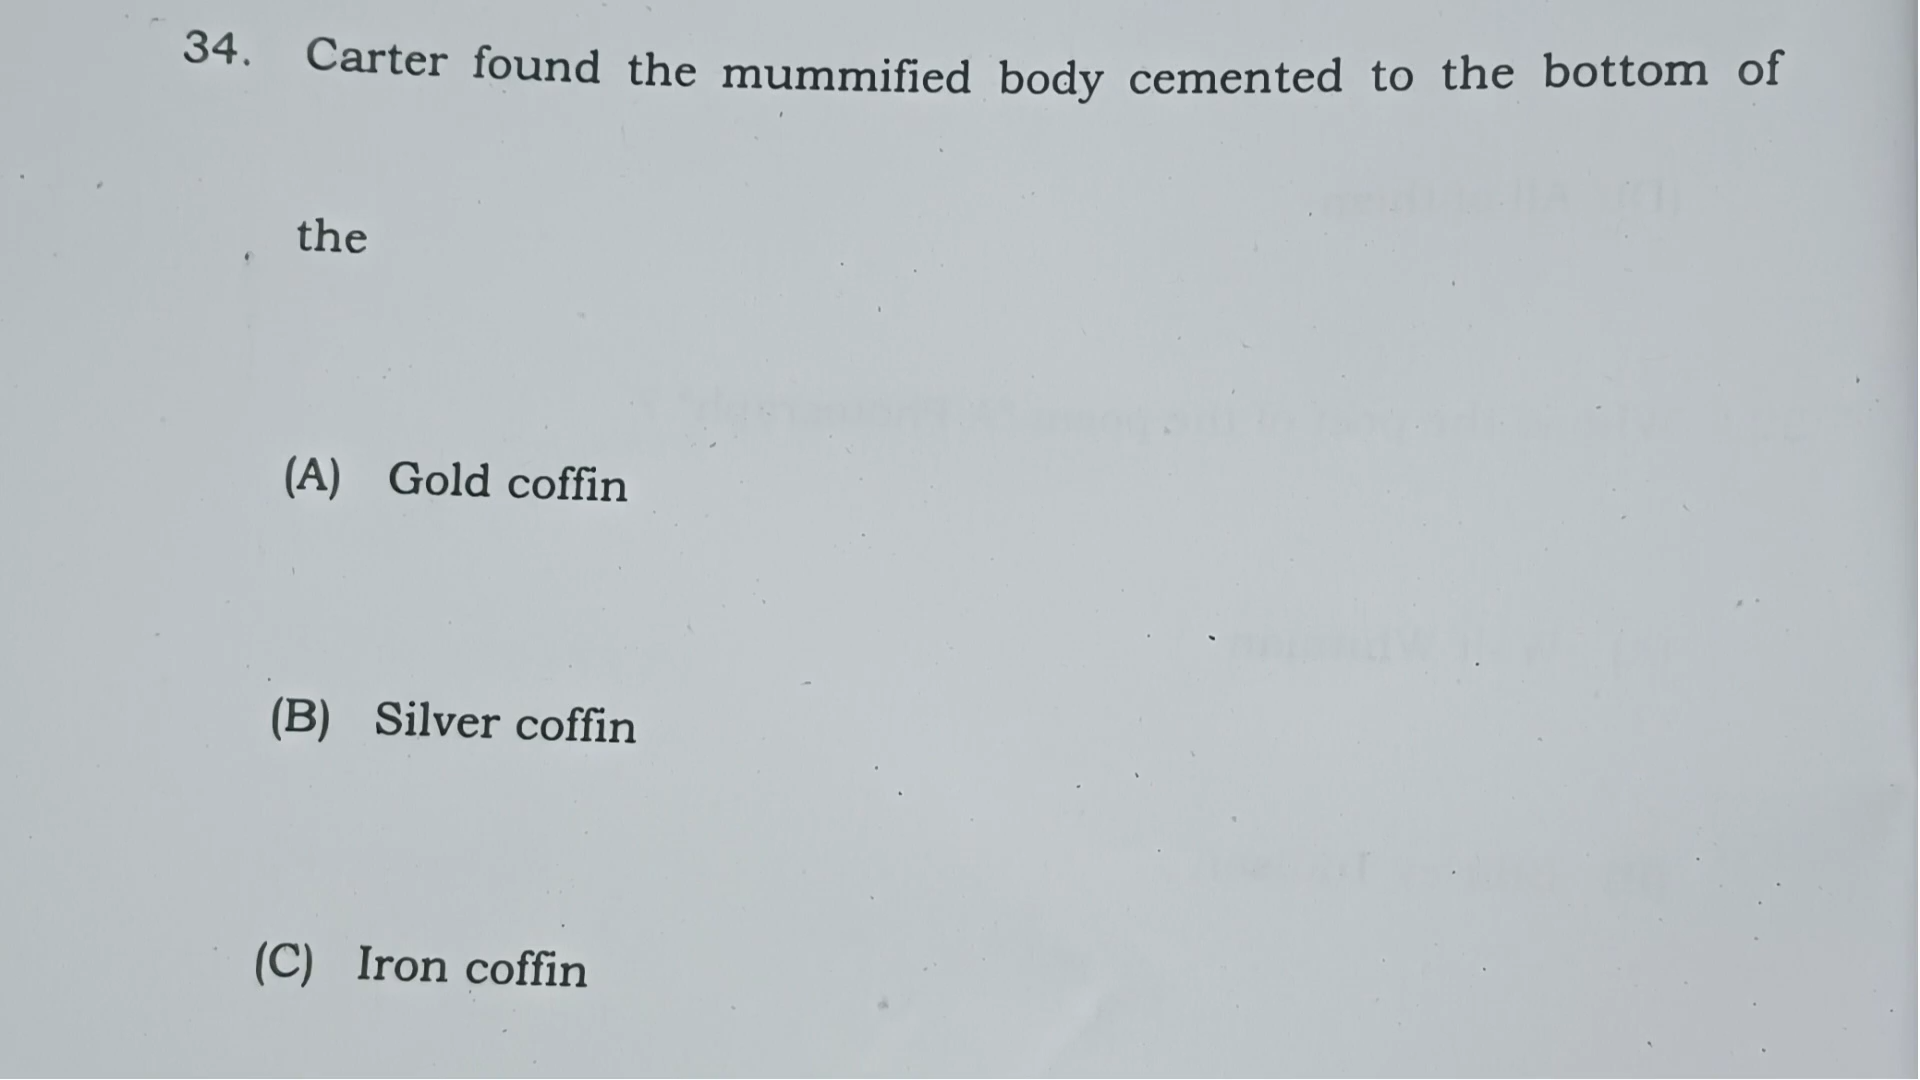 34. Carter found the mummified body cemented to the bottom of
the
(A) Gold coffin
(B) Silver coffin
(C) Iron coffin